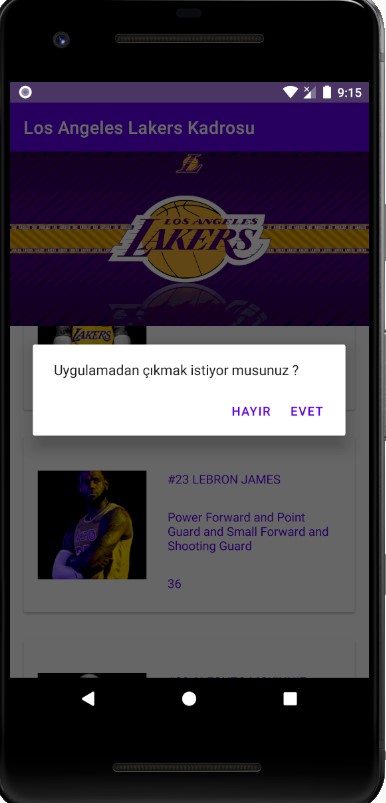 9:15
Los Angeles Lakers Kadrosu
LOS ANGELES
LAKERS
LAKERS
Uygulamadan çıkmak istiyor musunuz ?
HAYIR EVET
#23 LEBRON JAMES
Power Forward and Point
Guard and Small Forward and
Shooting Guard
36